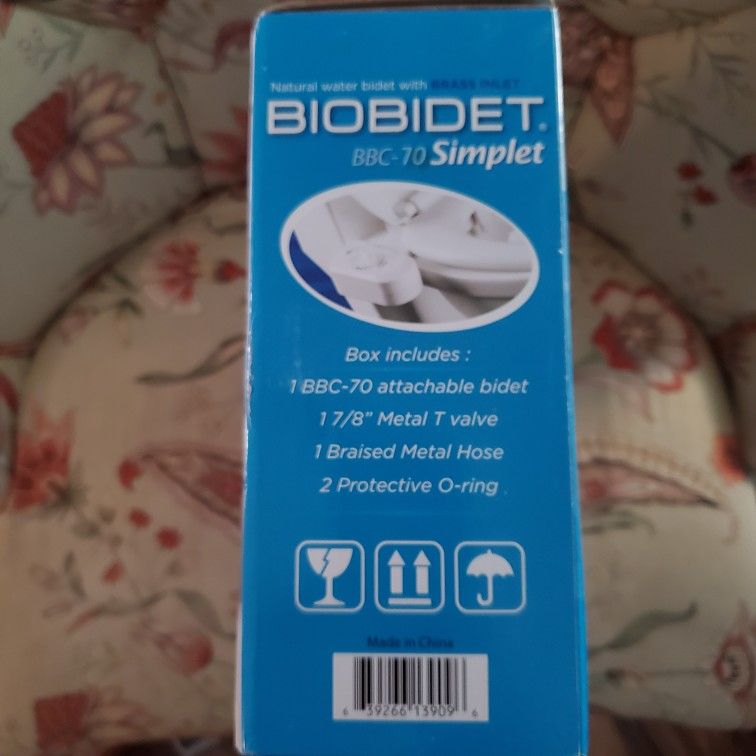 Natural water bidet with BRASS INLET
BIOBIDET®
BBC-70 Simplet
Box includes :
1 BBC-70 attachable bidet
1 7/8" Metal T valve
1 Braised Metal Hose
2 Protective O-ring
Made in China
6 39266 13909 6